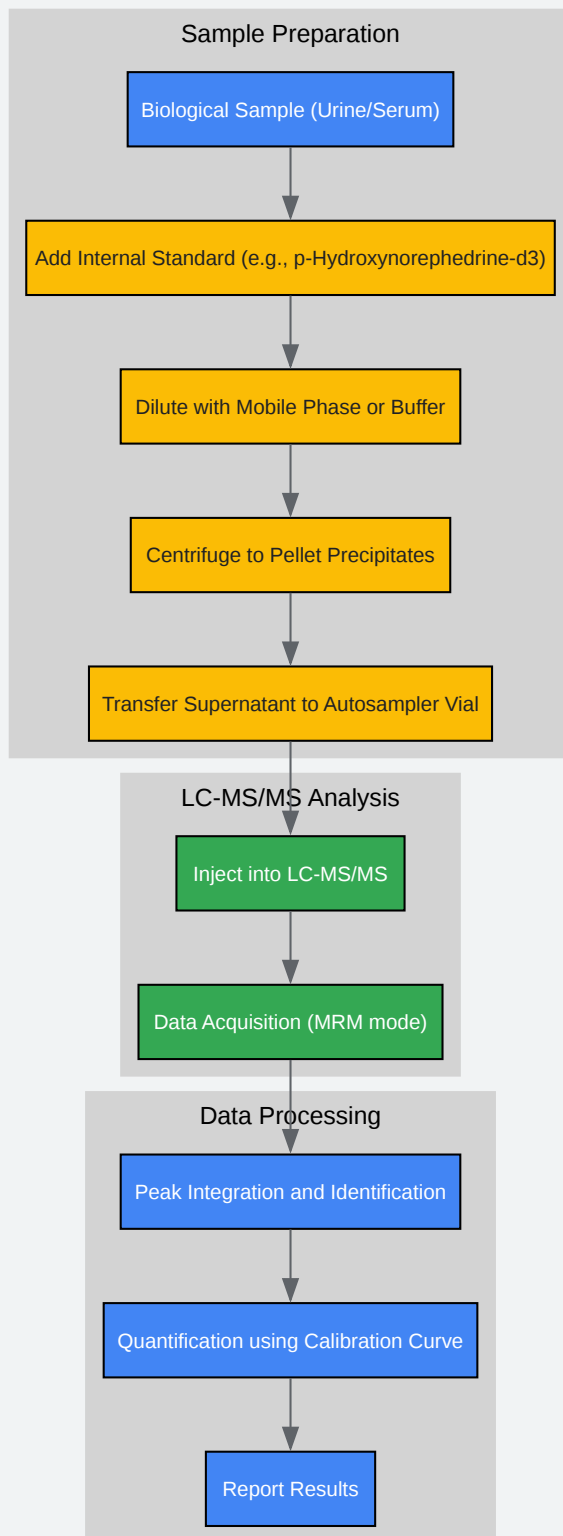 Sample Preparation
Biological Sample (Urine/Serum)
Add Internal Standard (e.g., p-Hydroxynorephedrine-d3)
Dilute with Mobile Phase or Buffer
Centrifuge to Pellet Precipitates
Transfer Supernatant to Autosampler Vial
LC-MS/MS Analysis
Inject into LC-MS/MS
Data Acquisition (MRM mode)
Data Processing
Peak Integration and Identification
Quantification using Calibration Curve
Report Results